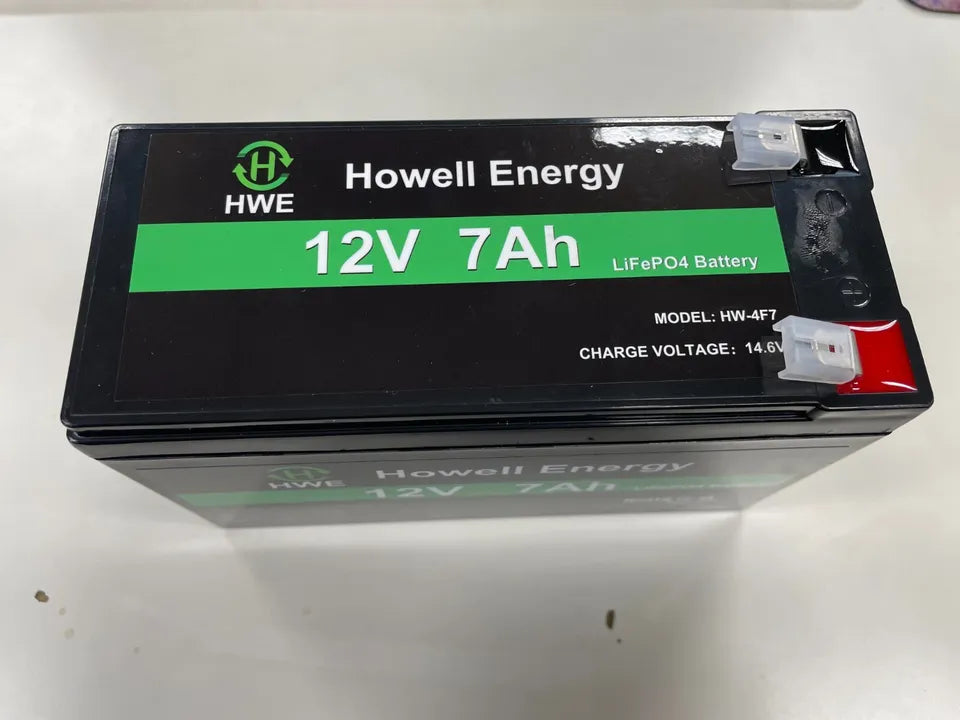 H
HWE
Howell Energy
12V 7Ah
LiFePO4 Battery
MODEL: HW-4F7
CHARGE VOLTAGE: 14.6V
HWE
Howell Energy
12V 7Ah